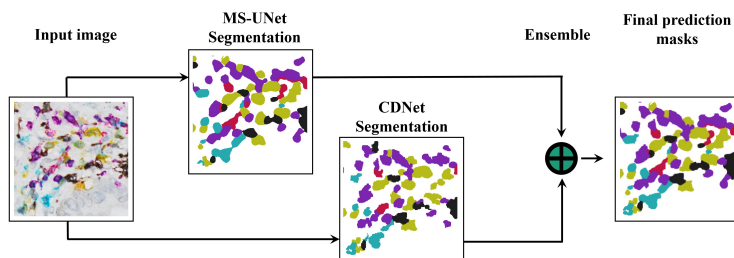 Input image
MS-UNet
Segmentation
CDNet
Segmentation
Ensemble
Final prediction
masks